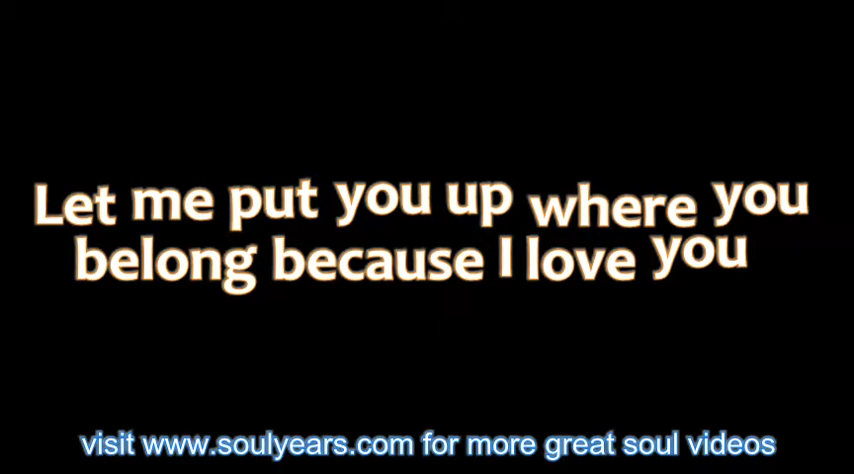 Let me put you up where you
belong because I love you
visit www.soulyears.com for more great soul videos